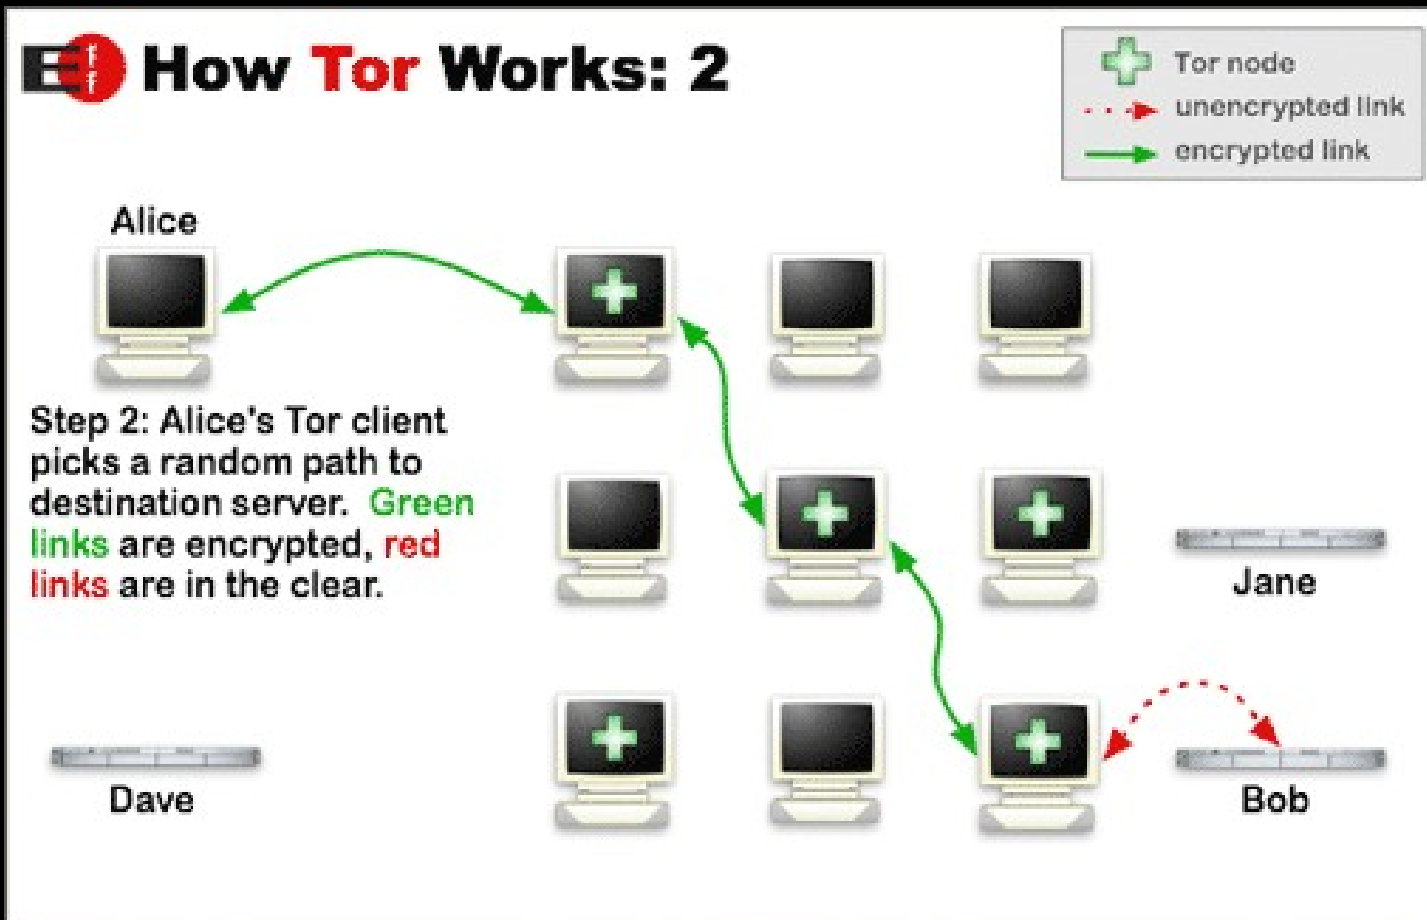 EFF How Tor Works: 2
Tor node
unencrypted link
encrypted link
Alice
Step 2: Alice's Tor client
picks a random path to
destination server. Green
links are encrypted, red
links are in the clear.
Jane
Dave
Bob